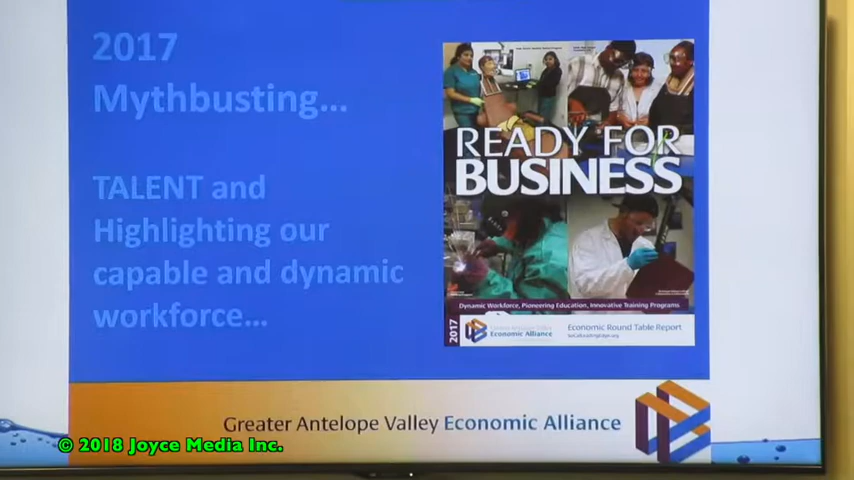 2017
Mythbusting...
TALENT and
Highlighting our
capable and dynamic
workforce...
READY FOR
BUSINESS
Dynamic Workforce, Pioneering Education, Innovative Training Programs
2017
Economic Alliance
Economic Round Table Report
Greater Antelope Valley Economic Alliance
© 2018 Joyce Media Inc.